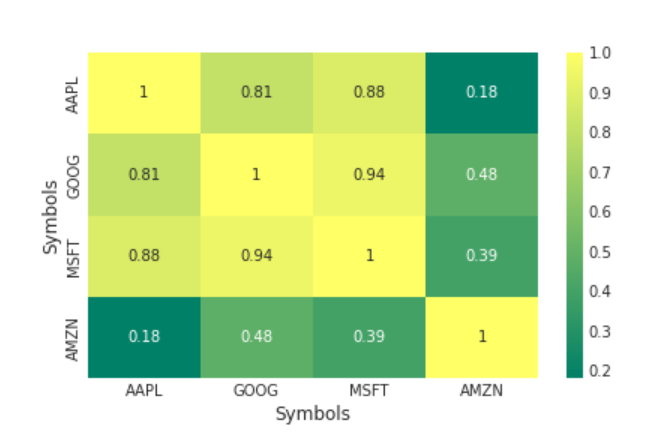 Symbols
AAPL
GOOG
MSFT
AMZN
1 0.81 0.88 0.18
0.81 1 0.94 0.48
0.88 0.94 1 0.39
0.18 0.48 0.39 1
AAPL GOOG MSFT AMZN
Symbols
1.0
0.9
0.8
0.7
0.6
0.5
0.4
0.3
0.2